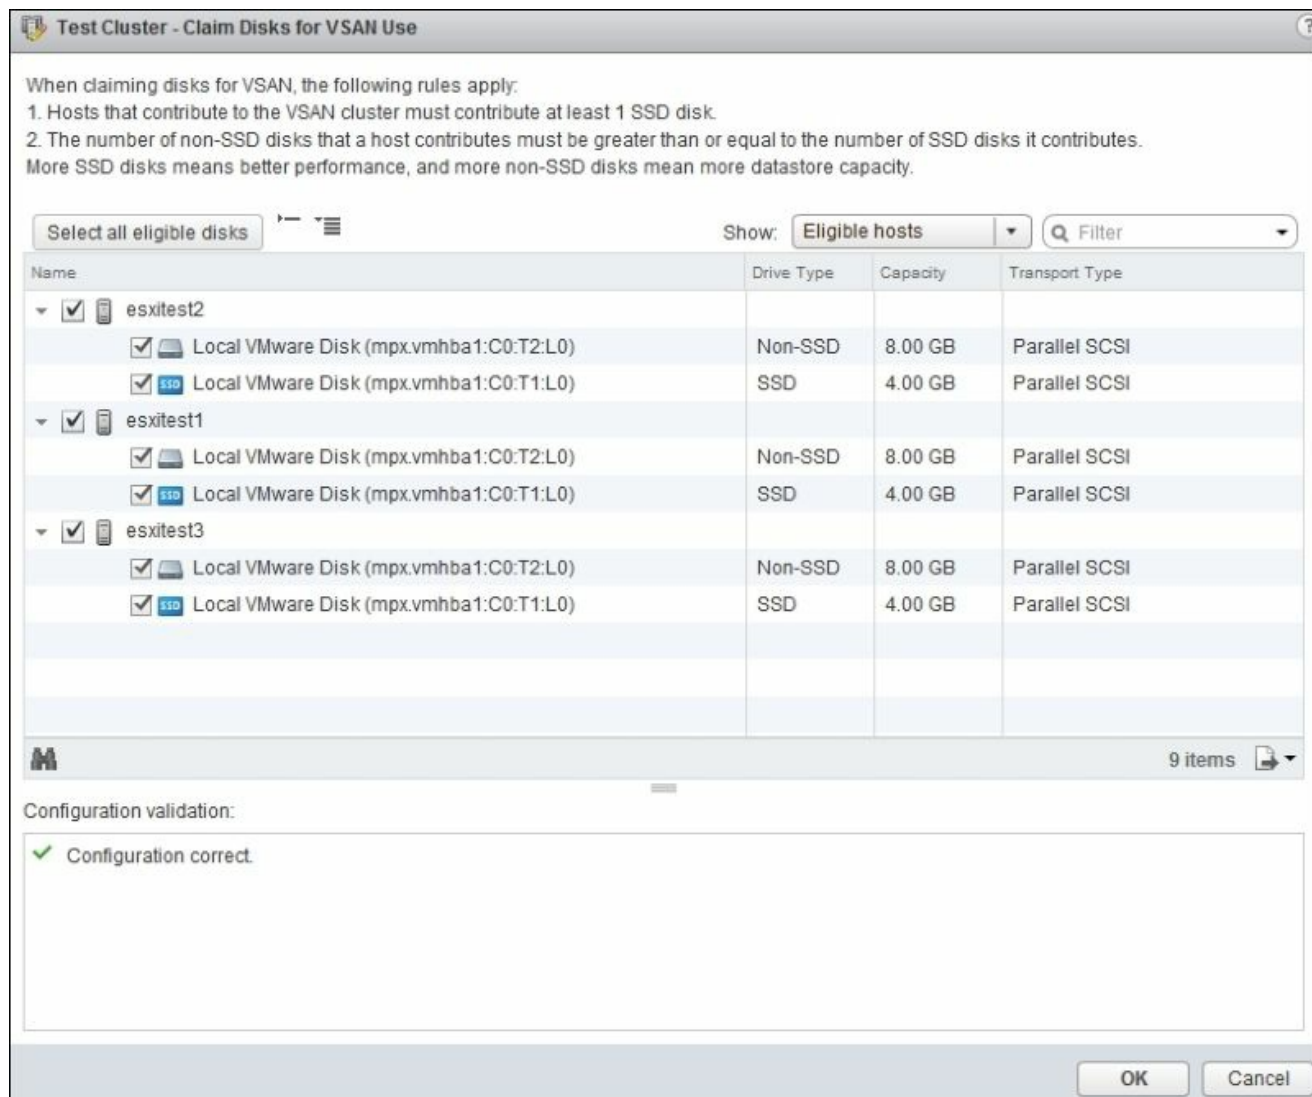 Test Cluster - Claim Disks for VSAN Use
?
When claiming disks for VSAN, the following rules apply:
1. Hosts that contribute to the VSAN cluster must contribute at least 1 SSD disk.
2. The number of non-SSD disks that a host contributes must be greater than or equal to the number of SSD disks it contributes.
More SSD disks means better performance, and more non-SSD disks mean more datastore capacity.
Select all eligible disks Show: Eligible hosts Filter
Name Drive Type Capacity Transport Type
esxitest2
Local VMware Disk (mpx.vmhba1:C0:T2:L0) Non-SSD 8.00 GB Parallel SCSI
SSD Local VMware Disk (mpx.vmhba1:C0:T1:L0) SSD 4.00 GB Parallel SCSI
esxitest1
Local VMware Disk (mpx.vmhba1:C0:T2:L0) Non-SSD 8.00 GB Parallel SCSI
SSD Local VMware Disk (mpx.vmhba1:C0:T1:L0) SSD 4.00 GB Parallel SCSI
esxitest3
Local VMware Disk (mpx.vmhba1:C0:T2:L0) Non-SSD 8.00 GB Parallel SCSI
SSD Local VMware Disk (mpx.vmhba1:C0:T1:L0) SSD 4.00 GB Parallel SCSI
9 items
Configuration validation:
Configuration correct.
OK Cancel